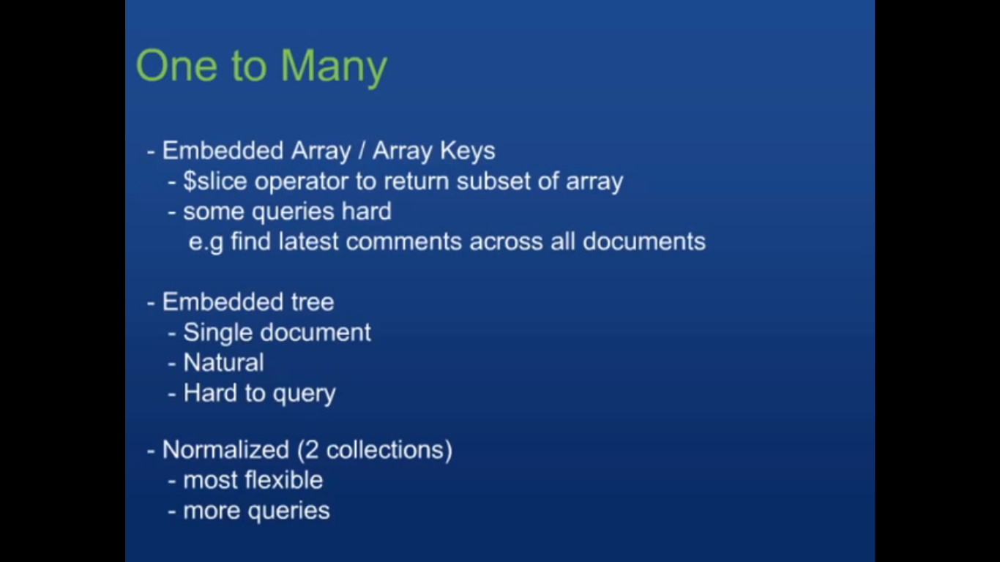 One to Many
- Embedded Array / Array Keys
- $slice operator to return subset of array
- some queries hard
e.g find latest comments across all documents
- Embedded tree
- Single document
- Natural
- Hard to query
- Normalized (2 collections)
- most flexible
- more queries